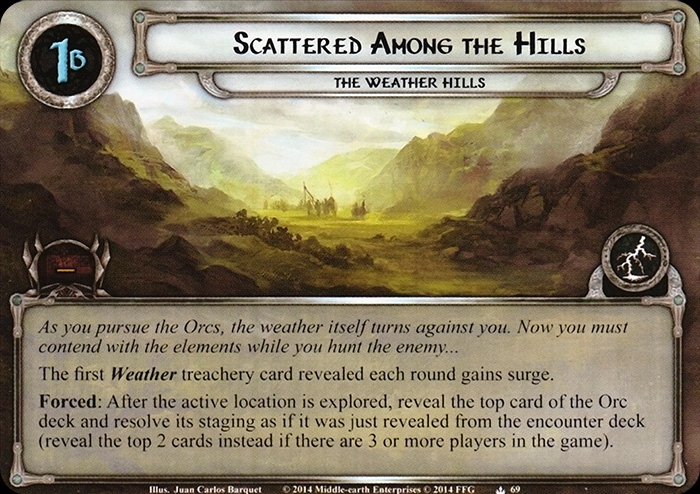 1B
SCATTERED AMONG THE HILLS
THE WEATHER HILLS
–
As you pursue the Orcs, the weather itself turns against you. Now you must
contend with the elements while you hunt the enemy...
The first Weather treachery card revealed each round gains surge.
Forced: After the active location is explored, reveal the top card of the Orc
deck and resolve its staging as if it was just revealed from the encounter deck
(reveal the top 2 cards instead if there are 3 or more players in the game).
Illus. Juan Carlos Barquet © 2014 Middle-earth Enterprises © 2014 FFG 69